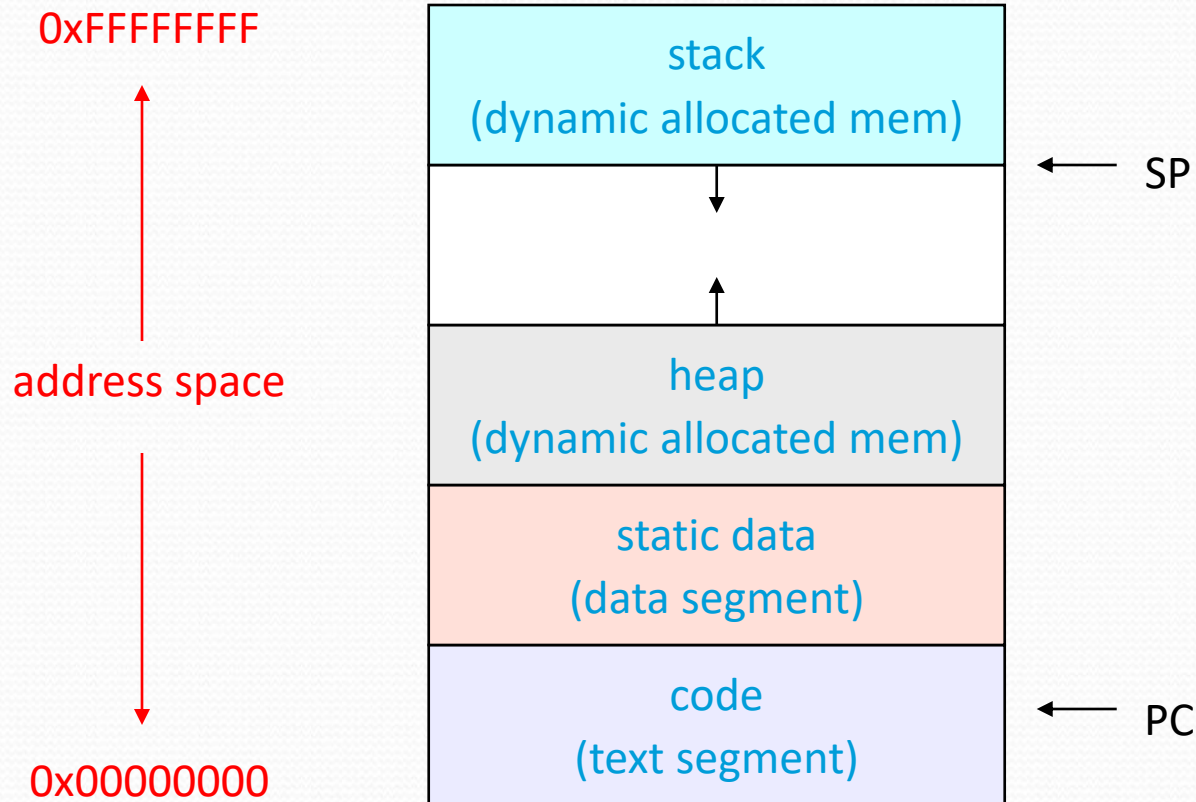 0xFFFFFFFF
stack
(dynamic allocated mem)
SP
address space
heap
(dynamic allocated mem)
static data
(data segment)
code
(text segment)
PC
0x00000000